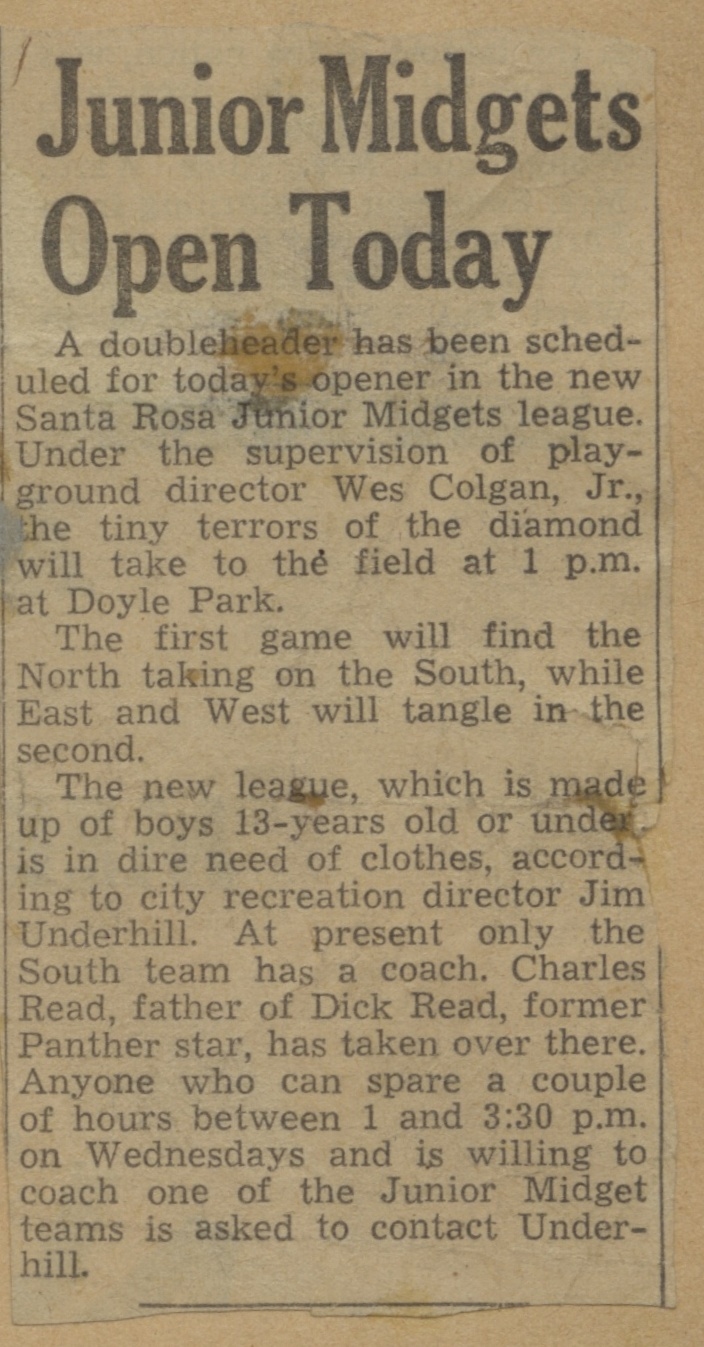 Junior Midgets
Open Today
A doubleheader has been sched-
uled for today's opener in the new
Santa Rosa Junior Midgets league.
Under the supervision of play-
ground director Wes Colgan, Jr.,
the tiny terrors of the diamond
will take to the field at 1 p.m.
at Doyle Park.
The first game will find the
North taking on the South, while
East and West will tangle in the
second.
The new league, which is made
up of boys 13-years old or under,
is in dire need of clothes, accord-
ing to city recreation director Jim
Underhill. At present only the
South team has a coach. Charles
Read, father of Dick Read, former
Panther star, has taken over there.
Anyone who can spare a couple
of hours between 1 and 3:30 p.m.
on Wednesdays and is willing to
coach one of the Junior Midget
teams is asked to contact Under-
hill.